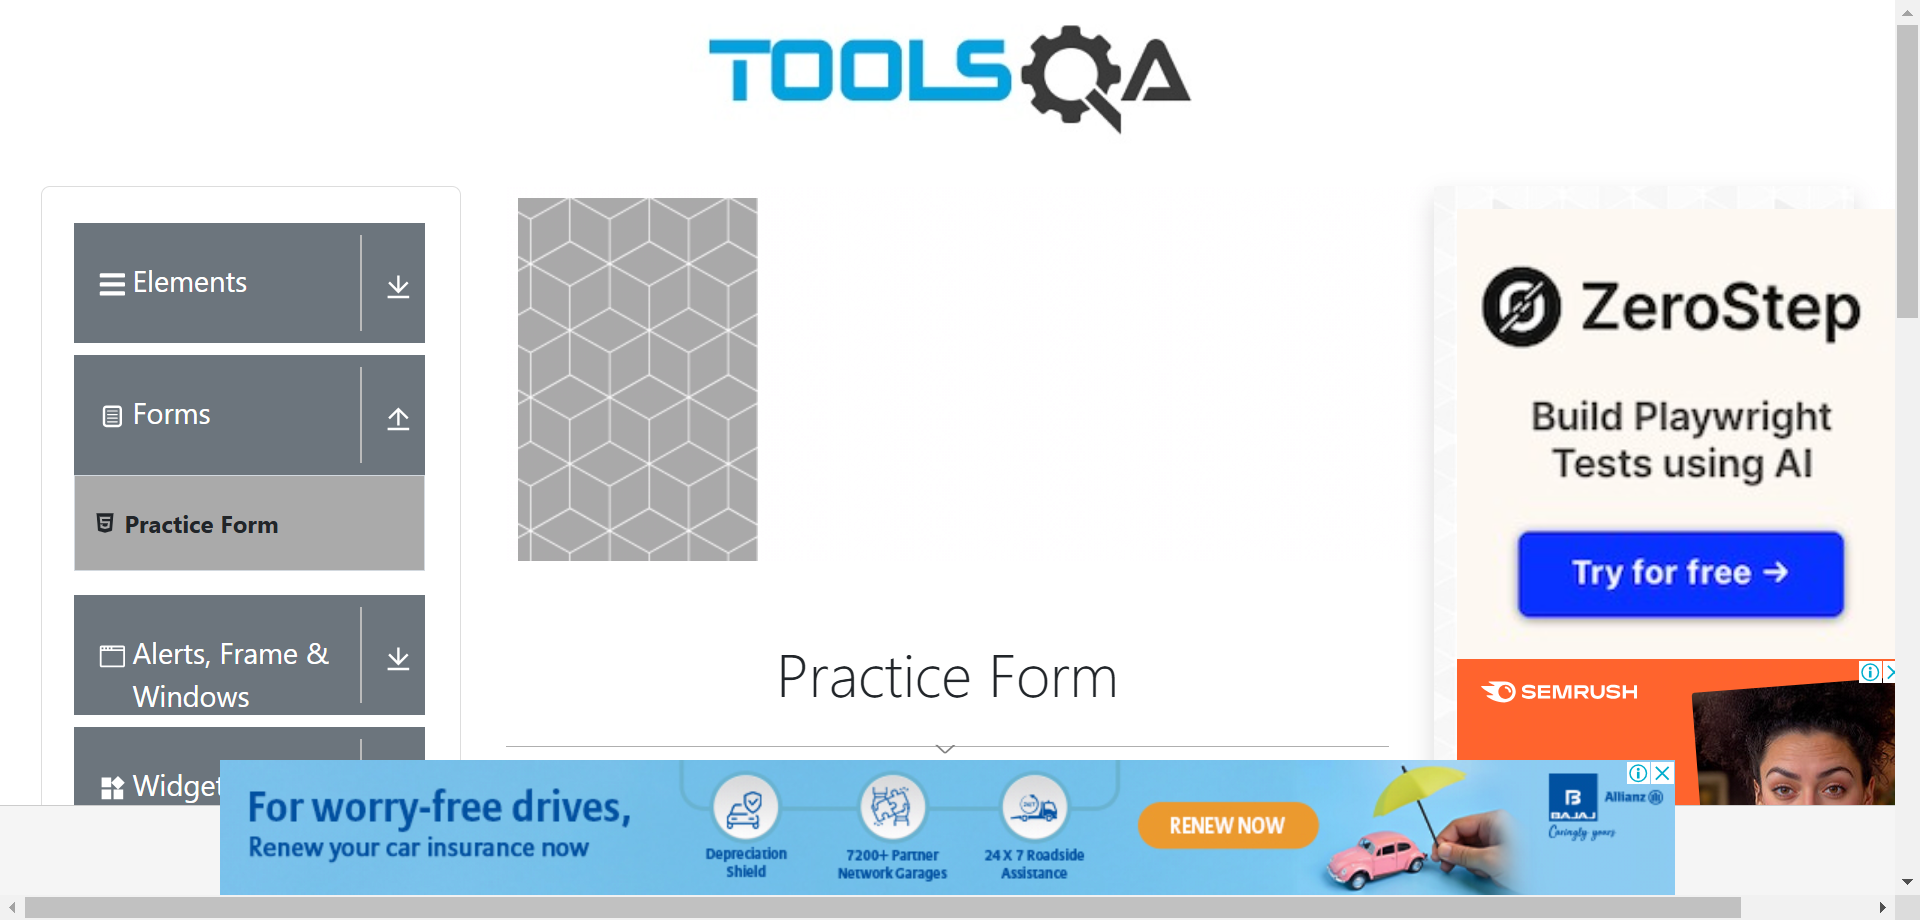 TOOLSQA
Elements
Forms
Practice Form
Alerts, Frame &
Windows
Widget
Practice Form
ZeroStep
Build Playwright
Tests using AI
Try for free →
SEMRUSH
For worry-free drives,
Renew your car insurance now
Depreciation
Shield
7200+ Partner
Network Garages
24 X 7 Roadside
Assistance
RENEW NOW
B
BAJAJ
Allianz
Caringly yours